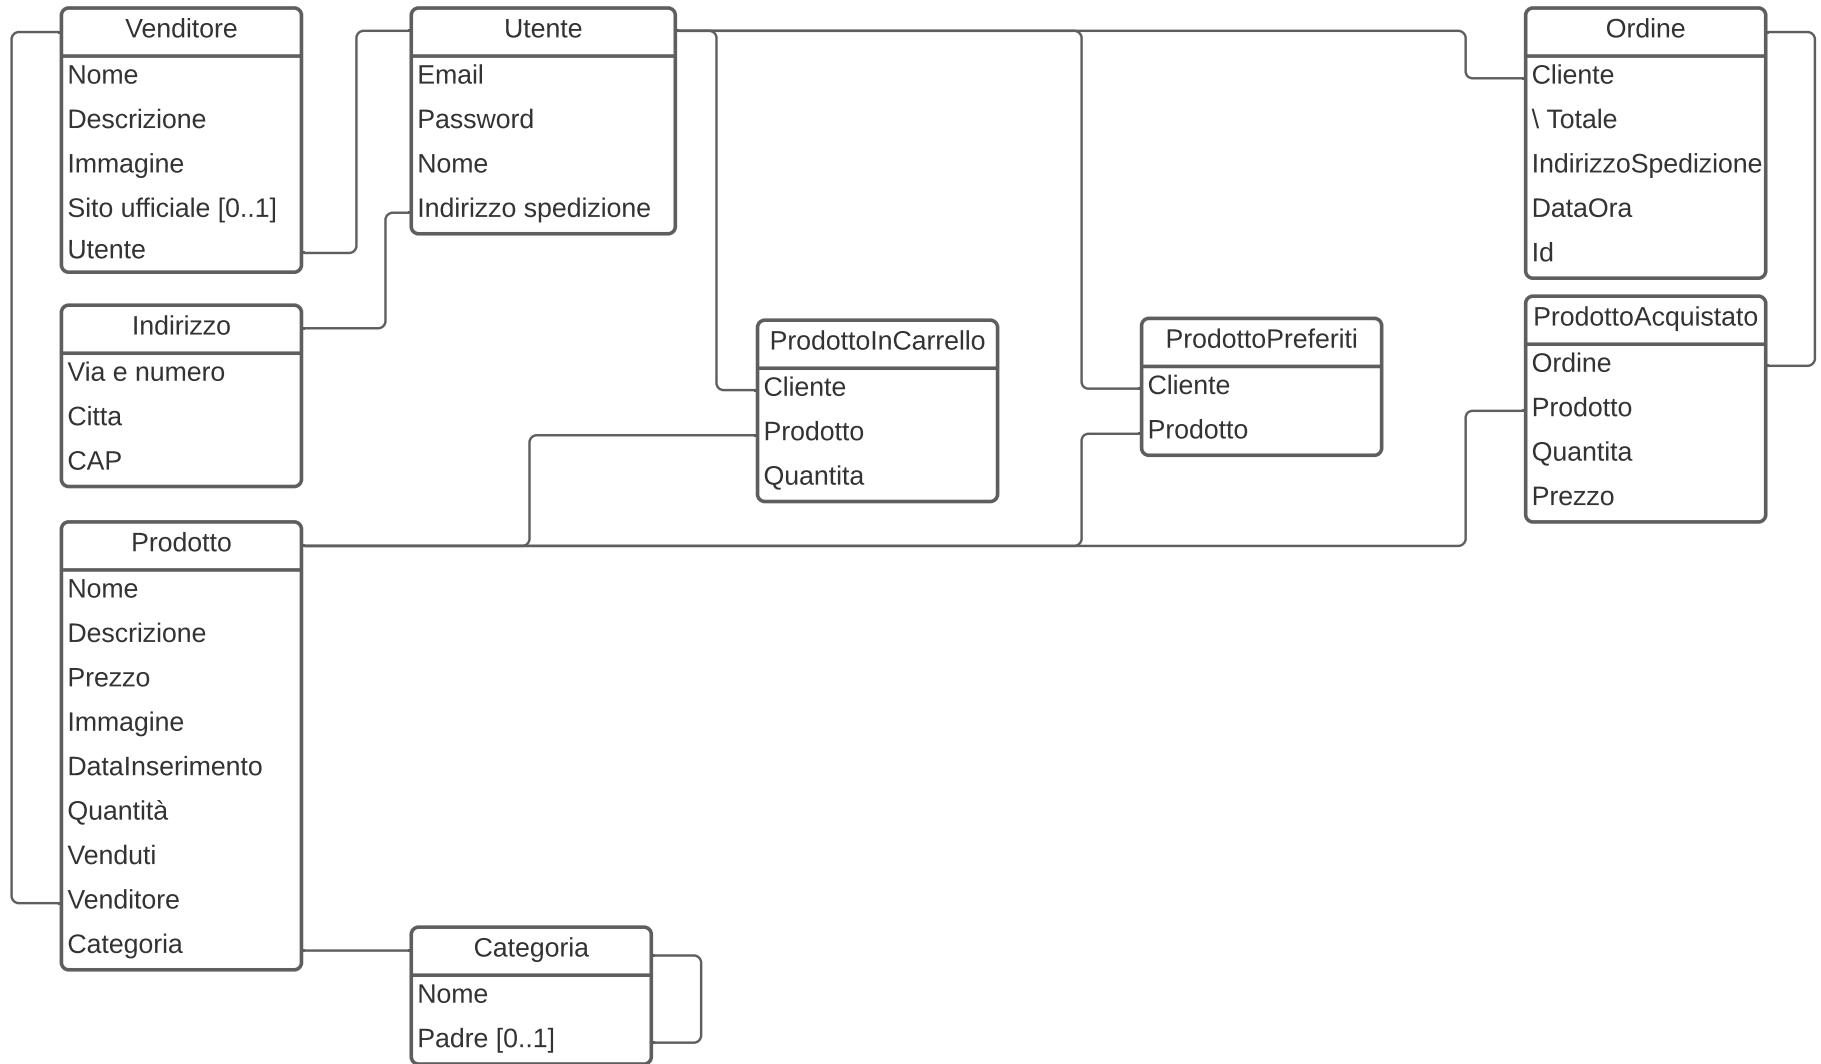 Venditore
Nome
Descrizione
Immagine
Sito ufficiale [0..1]
Utente
Utente
Email
Password
Nome
Indirizzo spedizione
Ordine
Cliente
\ Totale
IndirizzoSpedizione
DataOra
Id
Indirizzo
Via e numero
Citta
CAP
ProdottoInCarrello
Cliente
Prodotto
Quantita
ProdottoPreferiti
Cliente
Prodotto
ProdottoAcquistato
Ordine
Prodotto
Quantita
Prezzo
Prodotto
Nome
Descrizione
Prezzo
Immagine
DataInserimento
Quantità
Venduti
Venditore
Categoria
Categoria
Nome
Padre [0..1]